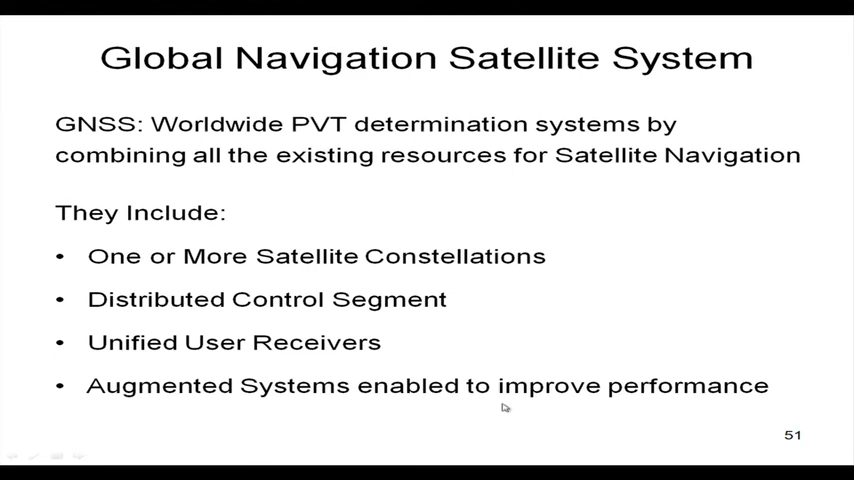 Global Navigation Satellite System
GNSS: Worldwide PVT determination systems by
combining all the existing resources for Satellite Navigation
They Include:
• One or More Satellite Constellations
• Distributed Control Segment
• Unified User Receivers
• Augmented Systems enabled to improve performance
51